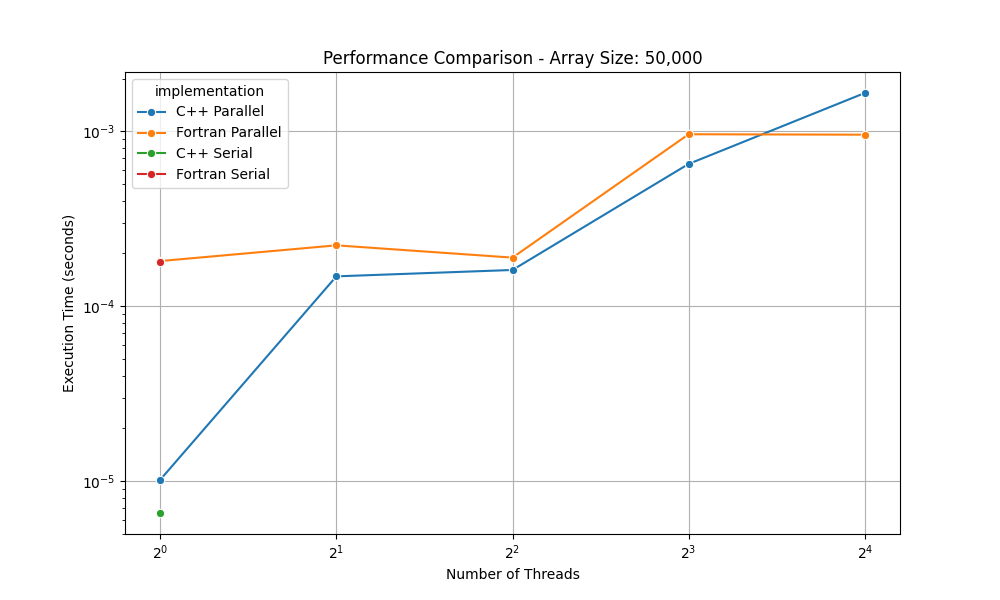 Performance Comparison - Array Size: 50,000
implementation
C++ Parallel
Fortran Parallel
C++ Serial
Fortran Serial
Execution Time (seconds)
10⁻³
10⁻⁴
10⁻⁵
2⁰ 2¹ 2² 2³ 2⁴
Number of Threads